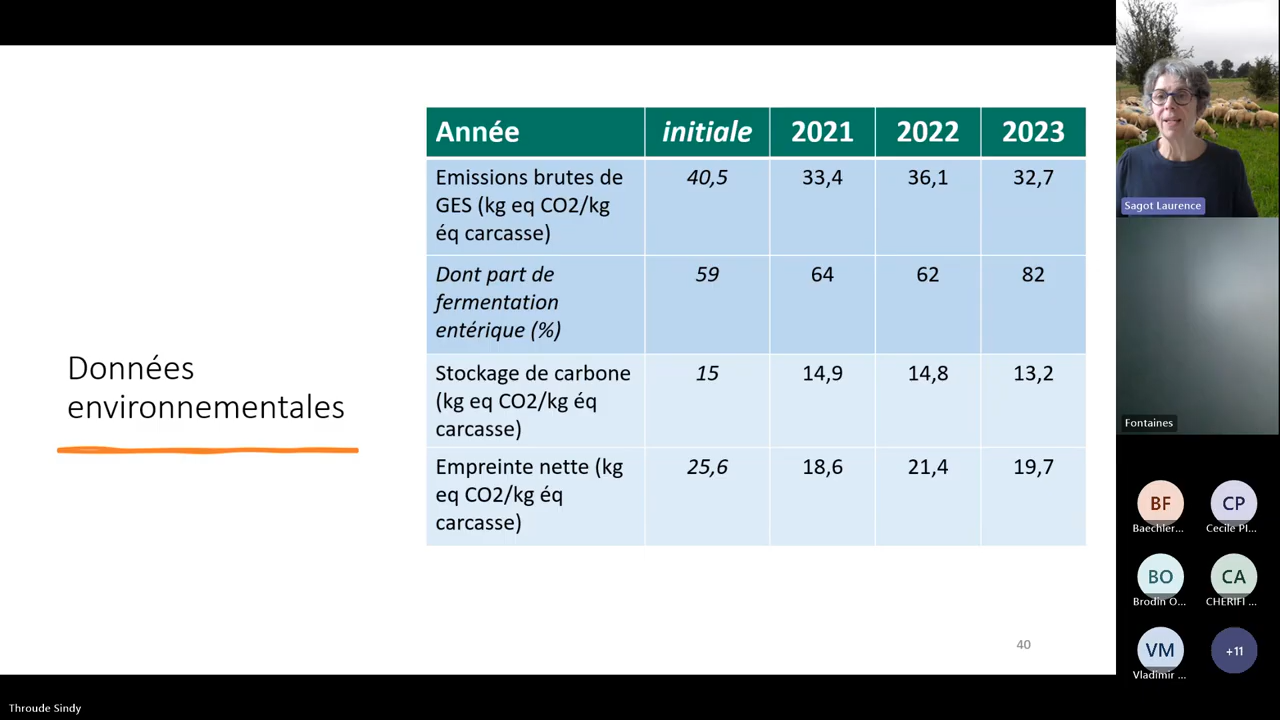 Données
environnementales
Année initiale 2021 2022 2023
Emissions brutes de
GES (kg eq CO2/kg
éq carcasse)
40,5 33,4 36,1 32,7
Dont part de
fermentation
entérique (%)
59 64 62 82
Stockage de carbone
(kg eq CO2/kg éq
carcasse)
15 14,9 14,8 13,2
Empreinte nette (kg
eq CO2/kg éq
carcasse)
25,6 18,6 21,4 19,7
40
Sagot Laurence
Fontaines
BF CP
Baechler... Cecile PI...
BO CA
Brodin O... CHERIFI ...
VM +11
Vladimir ...
Throude Sindy